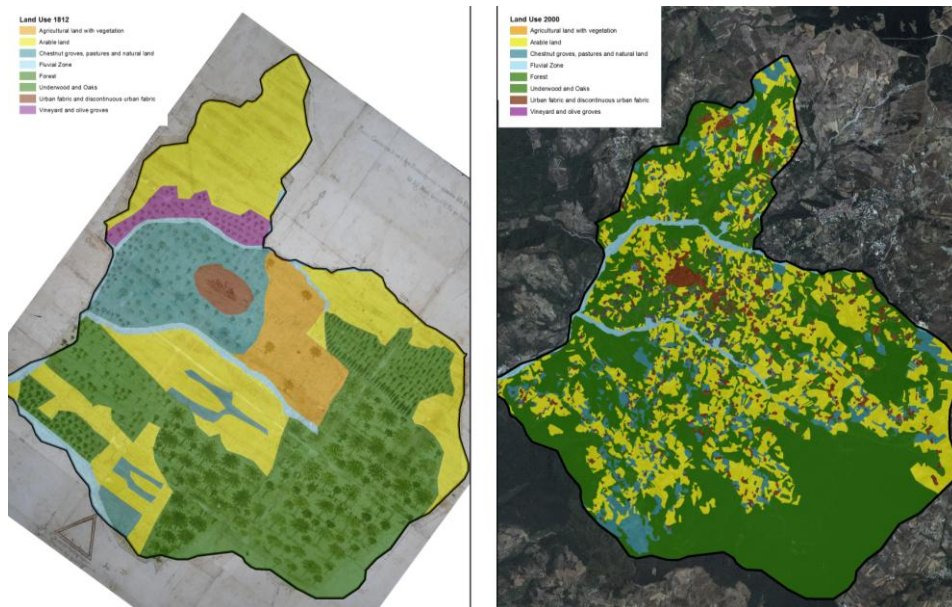 Land Use 1812
Agricultural land with vegetation
Arable land
Chestnut groves, pastures and natural land
Fluvial Zone
Forest
Underwood and Oaks
Urban fabric and discontinuous urban fabric
Vineyard and olive groves
Land Use 2000
Agricultural land with vegetation
Arable land
Chestnut groves, pastures and natural land
Fluvial Zone
Forest
Underwood and Oaks
Urban fabric and discontinuous urban fabric
Vineyard and olive groves